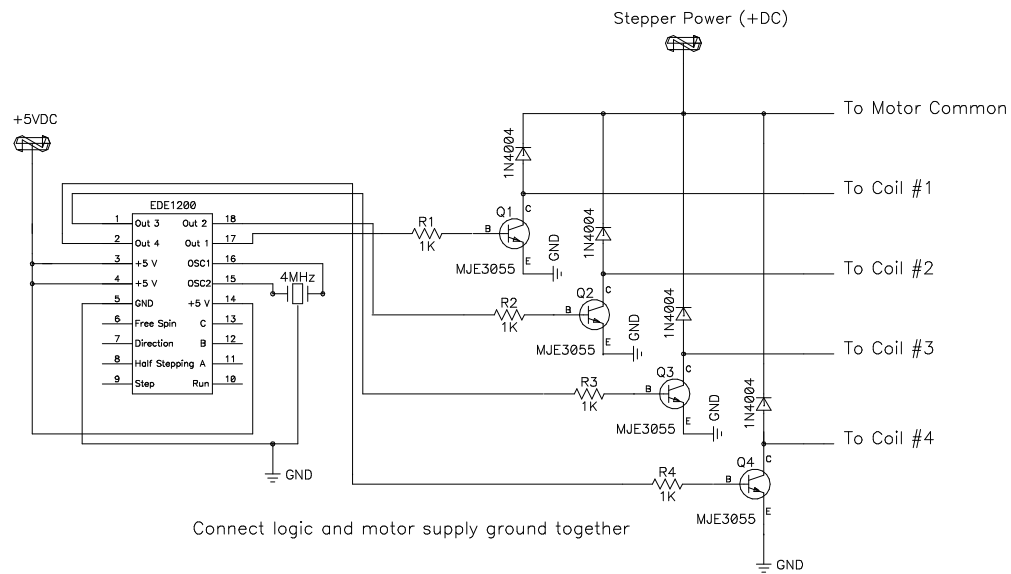 Stepper Power (+DC)
To Motor Common
+5VDC
1N4004
To Coil #1
EDE1200
1 Out 3 Out 2 18
2 Out 4 Out 1 17
3 +5 V OSC1 16
4 +5 V OSC2 15
5 GND +5 V 14
6 Free Spin C 13
7 Direction B 12
8 Half Stepping A 11
9 Step Run 10
4MHz
GND
R1
1K
B
Q1
C
E
MJE3055
GND
1N4004
To Coil #2
R2
1K
B
Q2
C
E
MJE3055
GND
1N4004
To Coil #3
R3
1K
B
Q3
C
E
MJE3055
GND
1N4004
To Coil #4
R4
1K
B
Q4
C
E
MJE3055
GND
Connect logic and motor supply ground together